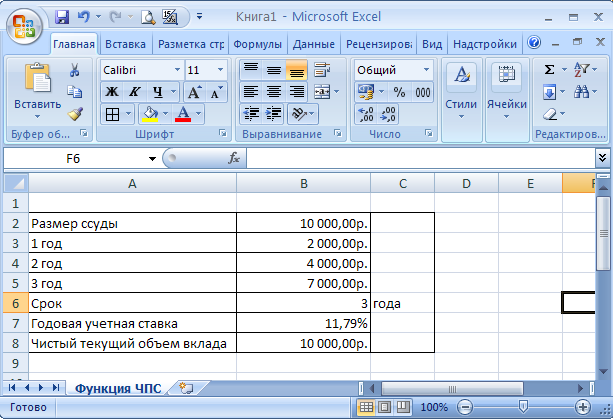 Книга1 - Microsoft Excel
Главная Вставка Разметка стр Формулы Данные Рецензирова Вид Надстройки
Вставить
Calibri 11
Ж К Ч
Общий
% 000
Стили
Ячейки
Буфер об... Шрифт Выравнивание Число Редактиров...
F6 fx
A B C D E F
1
2 Размер ссуды 10 000,00р.
3 1 год 2 000,00р.
4 2 год 4 000,00р.
5 3 год 7 000,00р.
6 Срок 3 года
7 Годовая учетная ставка 11,79%
8 Чистый текущий объем вклада 10 000,00р.
9
Функция ЧПС
Готово 100%